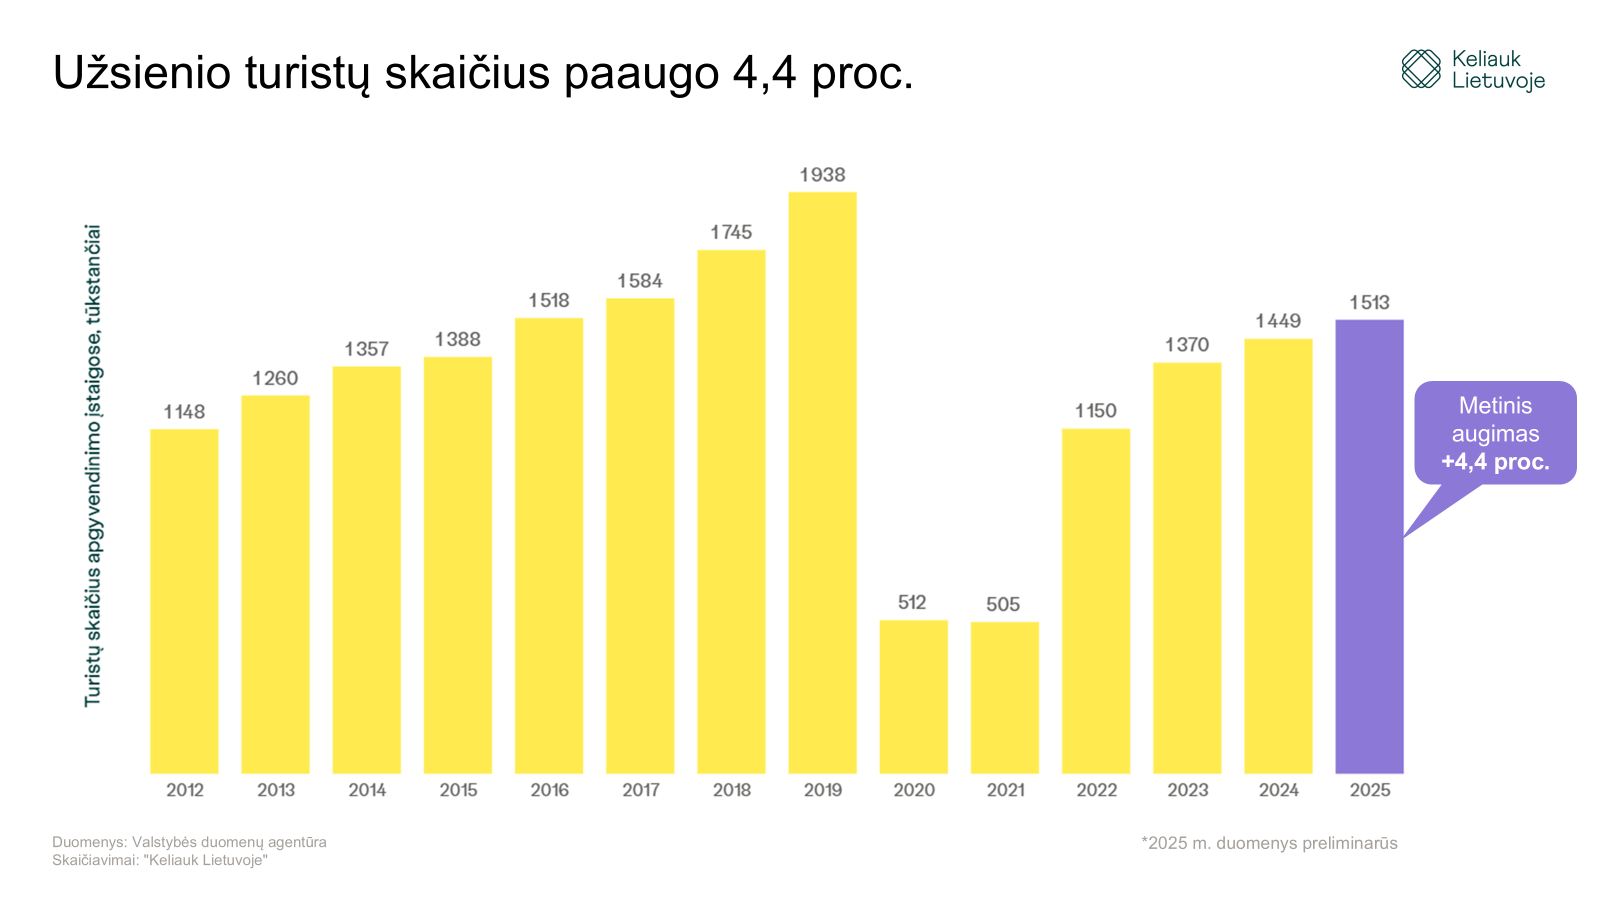 Užsienio turistų skaičius paaugo 4,4 proc.
Keliauk
Lietuvoje
Turistų skaičius apgyvendinimo įstaigose, tūkstančiai
1148
1260
1357
1388
1518
1584
1745
1938
512
505
1150
1370
1449
1513
Metinis
augimas
+4,4 proc.
2012
2013
2014
2015
2016
2017
2018
2019
2020
2021
2022
2023
2024
2025
Duomenys: Valstybės duomenų agentūra
Skaičiavimai: "Keliauk Lietuvoje"
*2025 m. duomenys preliminarūs